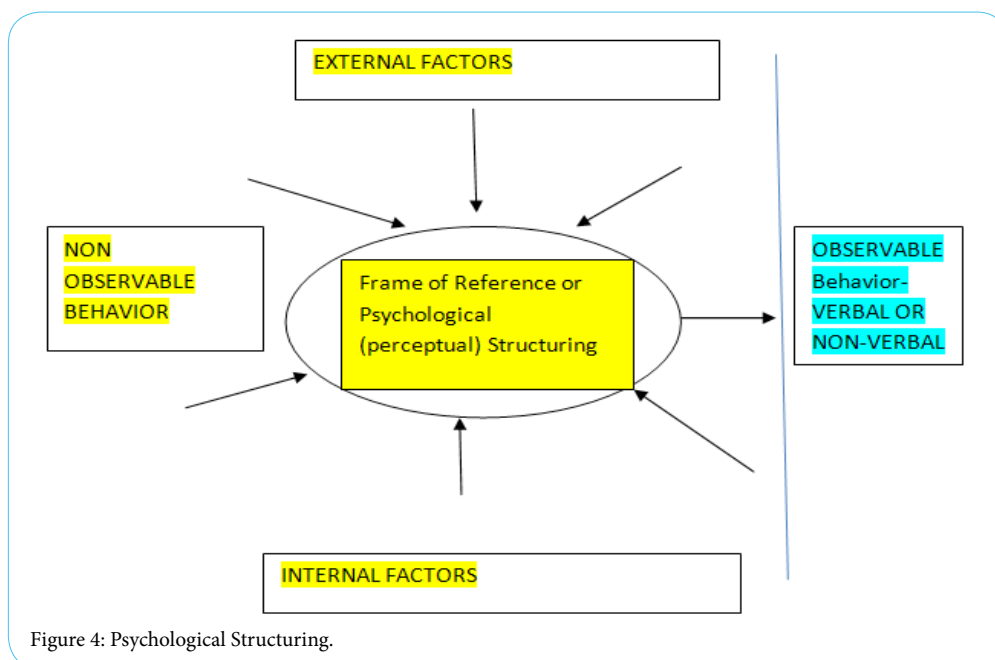 EXTERNAL FACTORS
NON
OBSERVABLE
BEHAVIOR
Frame of Reference or
Psychological
(perceptual) Structuring
OBSERVABLE
Behavior-
VERBAL OR
NON-VERBAL
INTERNAL FACTORS
Figure 4: Psychological Structuring.